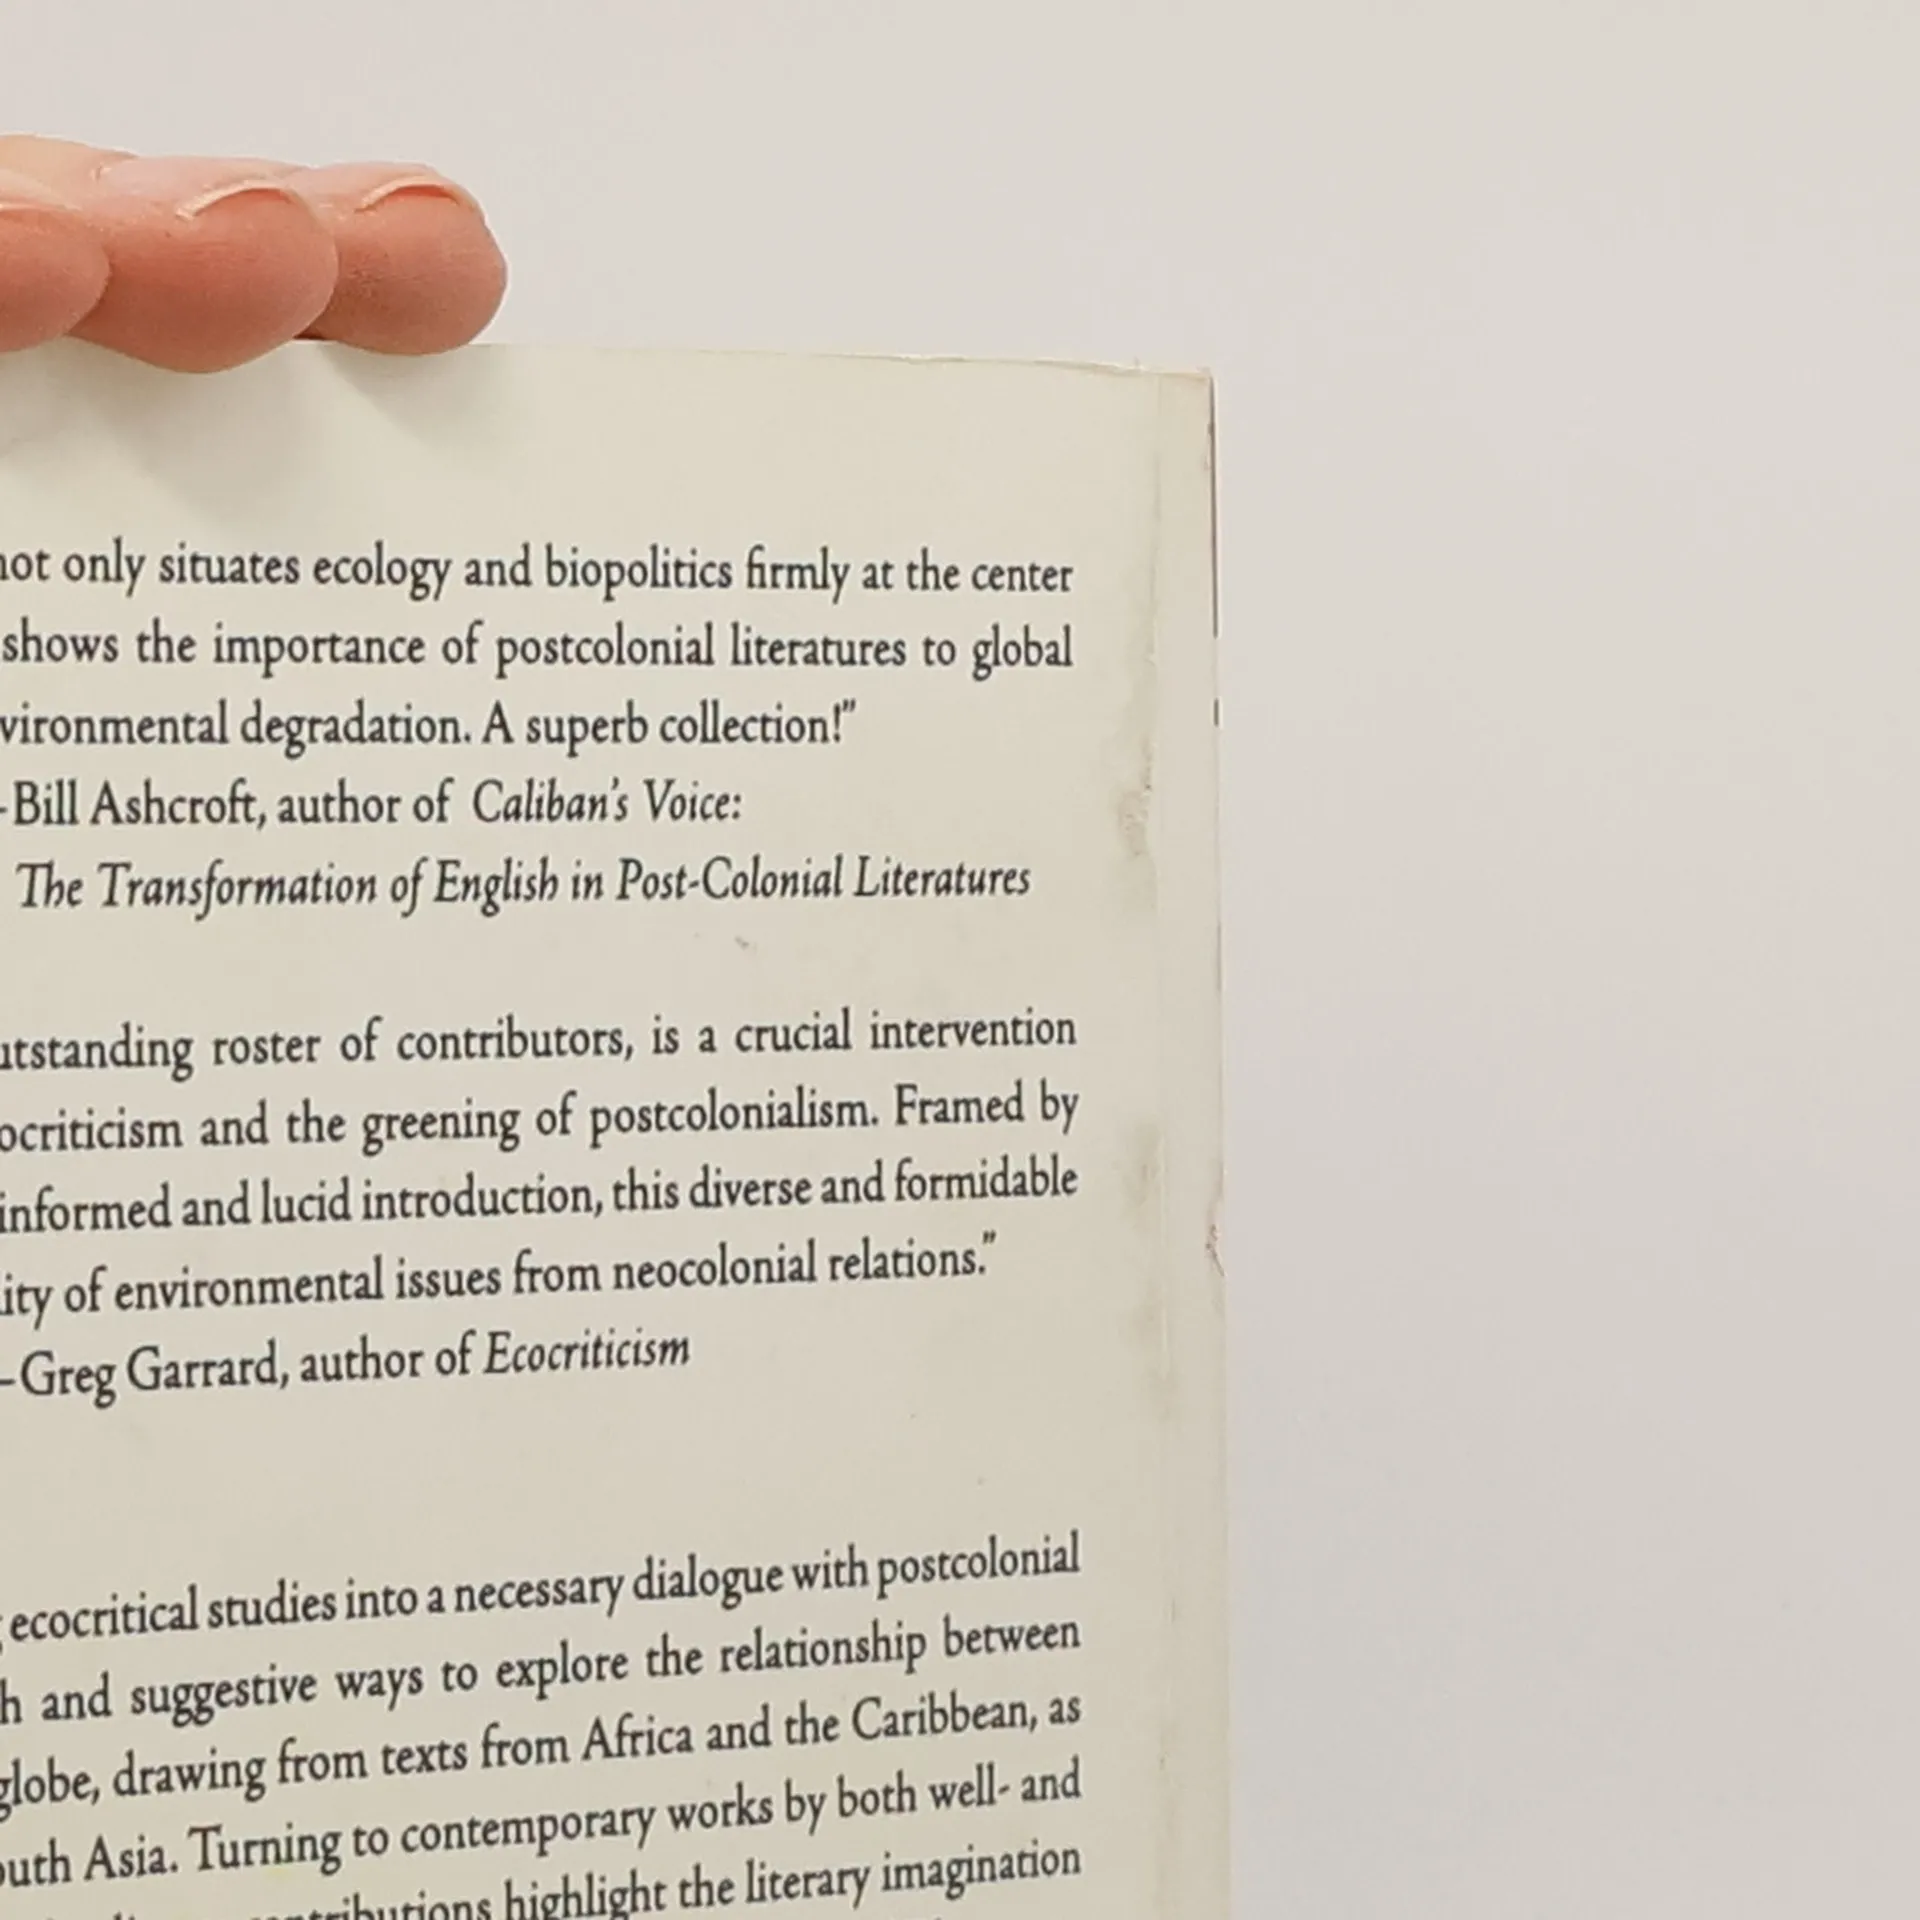 not only situates ecology and biopolitics firmly at the center
shows the importance of postcolonial literatures to global
vironmental degradation. A superb collection!”
–Bill Ashcroft, author of Caliban’s Voice:
The Transformation of English in Post-Colonial Literatures
utstanding roster of contributors, is a crucial intervention
ocriticism and the greening of postcolonialism. Framed by
informed and lucid introduction, this diverse and formidable
ity of environmental issues from neocolonial relations.”
–Greg Garrard, author of Ecocriticism
ecocritical studies into a necessary dialogue with postcolonial
h and suggestive ways to explore the relationship between
globe, drawing from texts from Africa and the Caribbean, as
outh Asia. Turning to contemporary works by both well- and
ntributions highlight the literary imagination